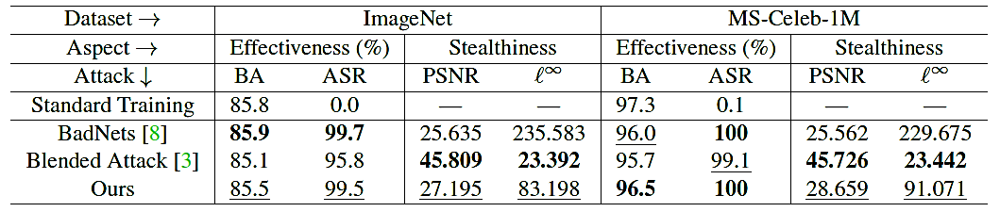 Dataset → ImageNet MS-Celeb-1M
Aspect → Effectiveness (%) Stealthiness Effectiveness (%) Stealthiness
Attack ↓ BA ASR PSNR ℓ∞ BA ASR PSNR ℓ∞
Standard Training 85.8 0.0 — — 97.3 0.1 — —
BadNets [8] 85.9 99.7 25.635 235.583 96.0 100 25.562 229.675
Blended Attack [3] 85.1 95.8 45.809 23.392 95.7 99.1 45.726 23.442
Ours 85.5 99.5 27.195 83.198 96.5 100 28.659 91.071